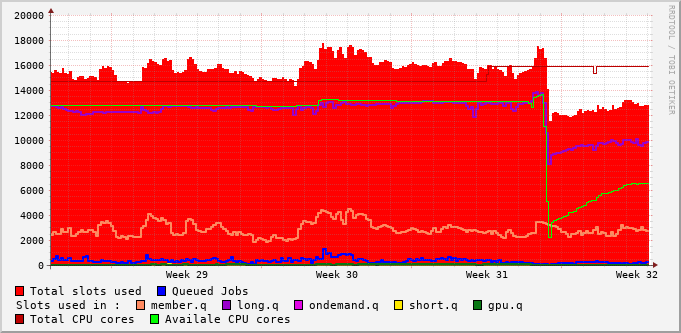 RRDTOOL / TOBI OETIKER
20000
18000
16000
14000
12000
10000
8000
6000
4000
2000
0
Week 29 Week 30 Week 31 Week 32
Total slots used Queued Jobs
Slots used in : member.q long.q ondemand.q short.q gpu.q
Total CPU cores Availale CPU cores